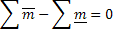 ∑ m̅ − ∑ m̲ = 0